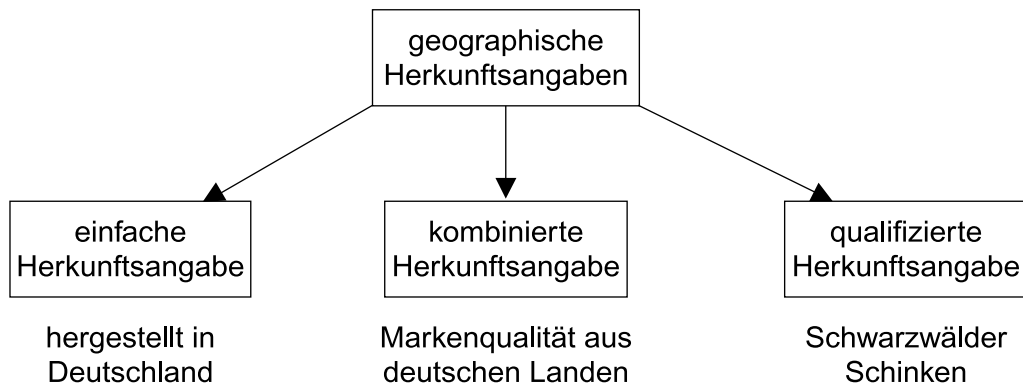 geographische
Herkunftsangaben
einfache
Herkunftsangabe
kombinierte
Herkunftsangabe
qualifizierte
Herkunftsangabe
hergestellt in
Deutschland
Markenqualität aus
deutschen Landen
Schwarzwälder
Schinken